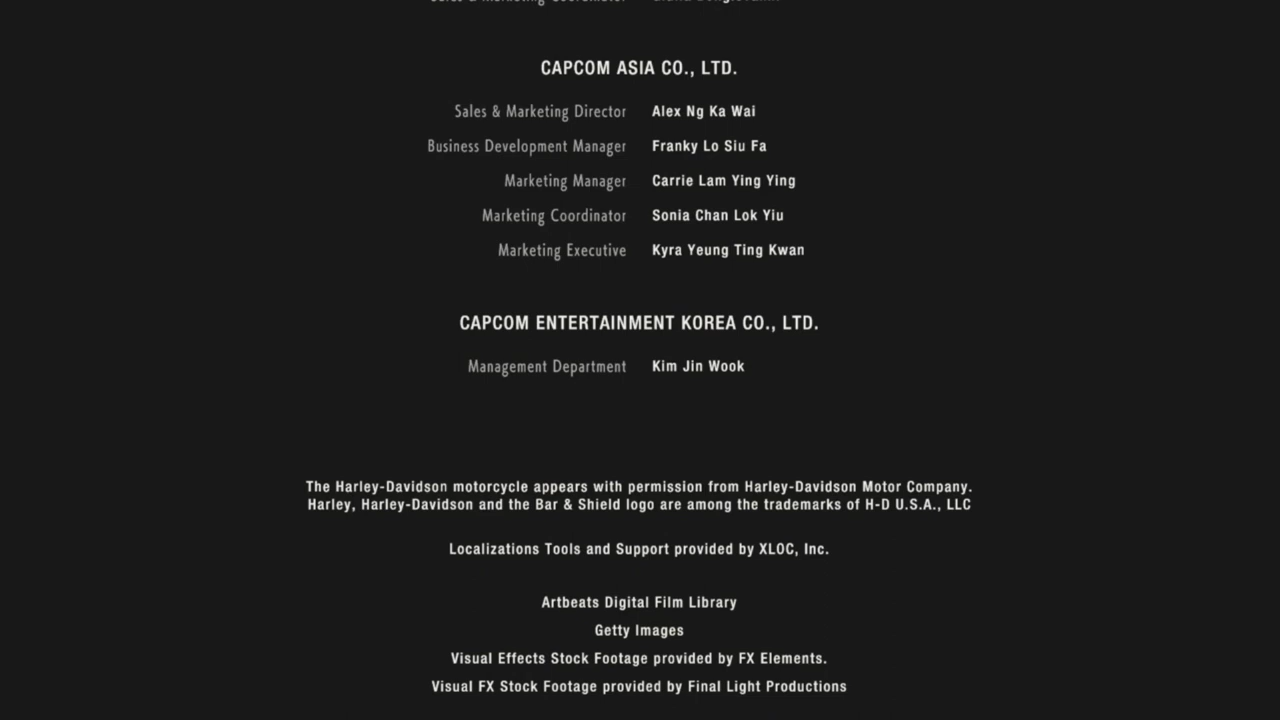 CAPCOM ASIA CO., LTD.
Sales & Marketing Director Alex Ng Ka Wai
Business Development Manager Franky Lo Siu Fa
Marketing Manager Carrie Lam Ying Ying
Marketing Coordinator Sonia Chan Lok Yiu
Marketing Executive Kyra Yeung Ting Kwan
CAPCOM ENTERTAINMENT KOREA CO., LTD.
Management Department Kim Jin Wook
The Harley-Davidson motorcycle appears with permission from Harley-Davidson Motor Company.
Harley, Harley-Davidson and the Bar & Shield logo are among the trademarks of H-D U.S.A., LLC
Localizations Tools and Support provided by XLOC, Inc.
Artbeats Digital Film Library
Getty Images
Visual Effects Stock Footage provided by FX Elements.
Visual FX Stock Footage provided by Final Light Productions